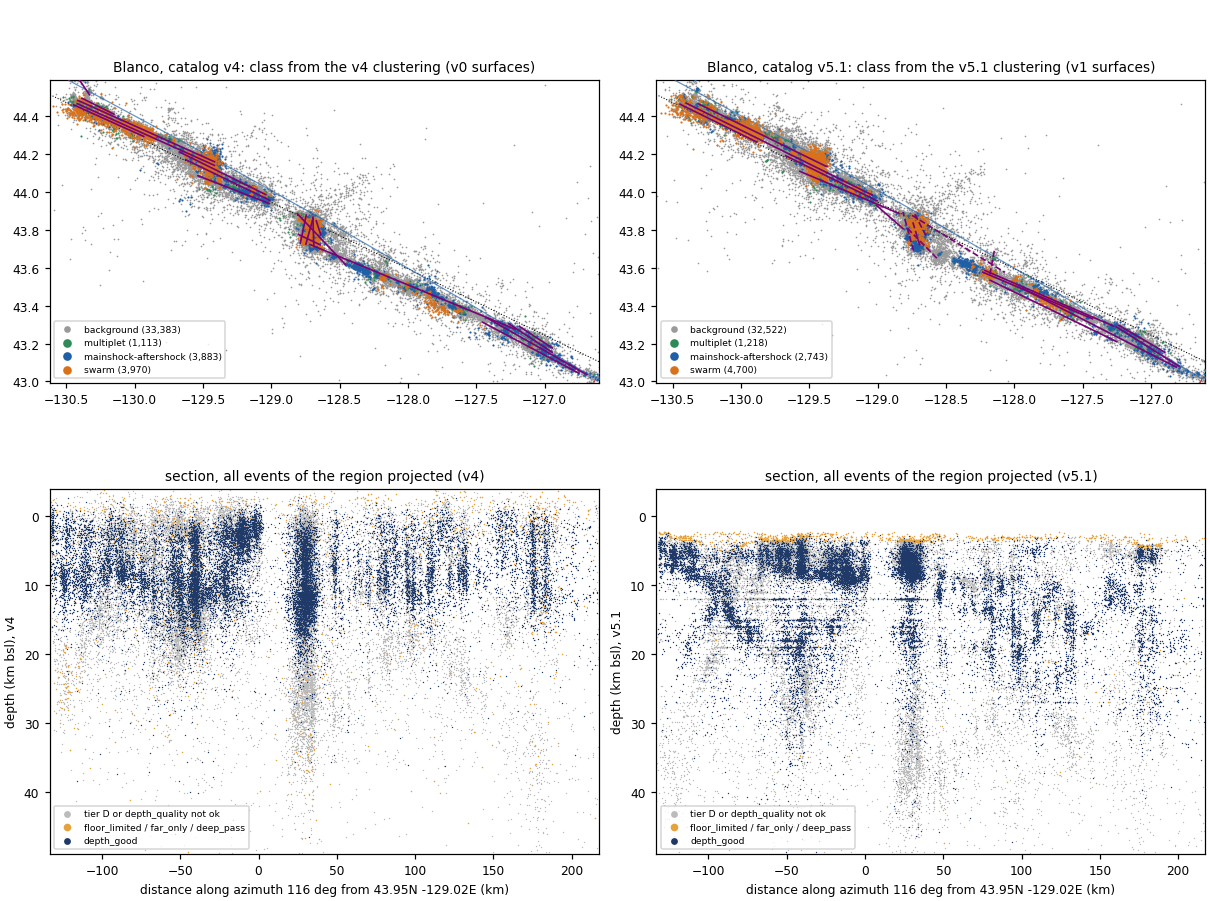 Blanco, catalog v4: class from the v4 clustering (v0 surfaces)
44.4
44.2
44.0
43.8
43.6
43.4
43.2
43.0
background (33,383)
multiplet (1,113)
mainshock-aftershock (3,883)
swarm (3,970)
−130.5 −130.0 −129.5 −129.0 −128.5 −128.0 −127.5 −127.0
Blanco, catalog v5.1: class from the v5.1 clustering (v1 surfaces)
44.4
44.2
44.0
43.8
43.6
43.4
43.2
43.0
background (32,522)
multiplet (1,218)
mainshock-aftershock (2,743)
swarm (4,700)
−130.5 −130.0 −129.5 −129.0 −128.5 −128.0 −127.5 −127.0
section, all events of the region projected (v4)
depth (km bsl), v4
0
10
20
30
40
tier D or depth_quality not ok
floor_limited / far_only / deep_pass
depth_good
−100 −50 0 50 100 150 200
distance along azimuth 116 deg from 43.95N -129.02E (km)
section, all events of the region projected (v5.1)
depth (km bsl), v5.1
0
10
20
30
40
tier D or depth_quality not ok
floor_limited / far_only / deep_pass
depth_good
−100 −50 0 50 100 150 200
distance along azimuth 116 deg from 43.95N -129.02E (km)